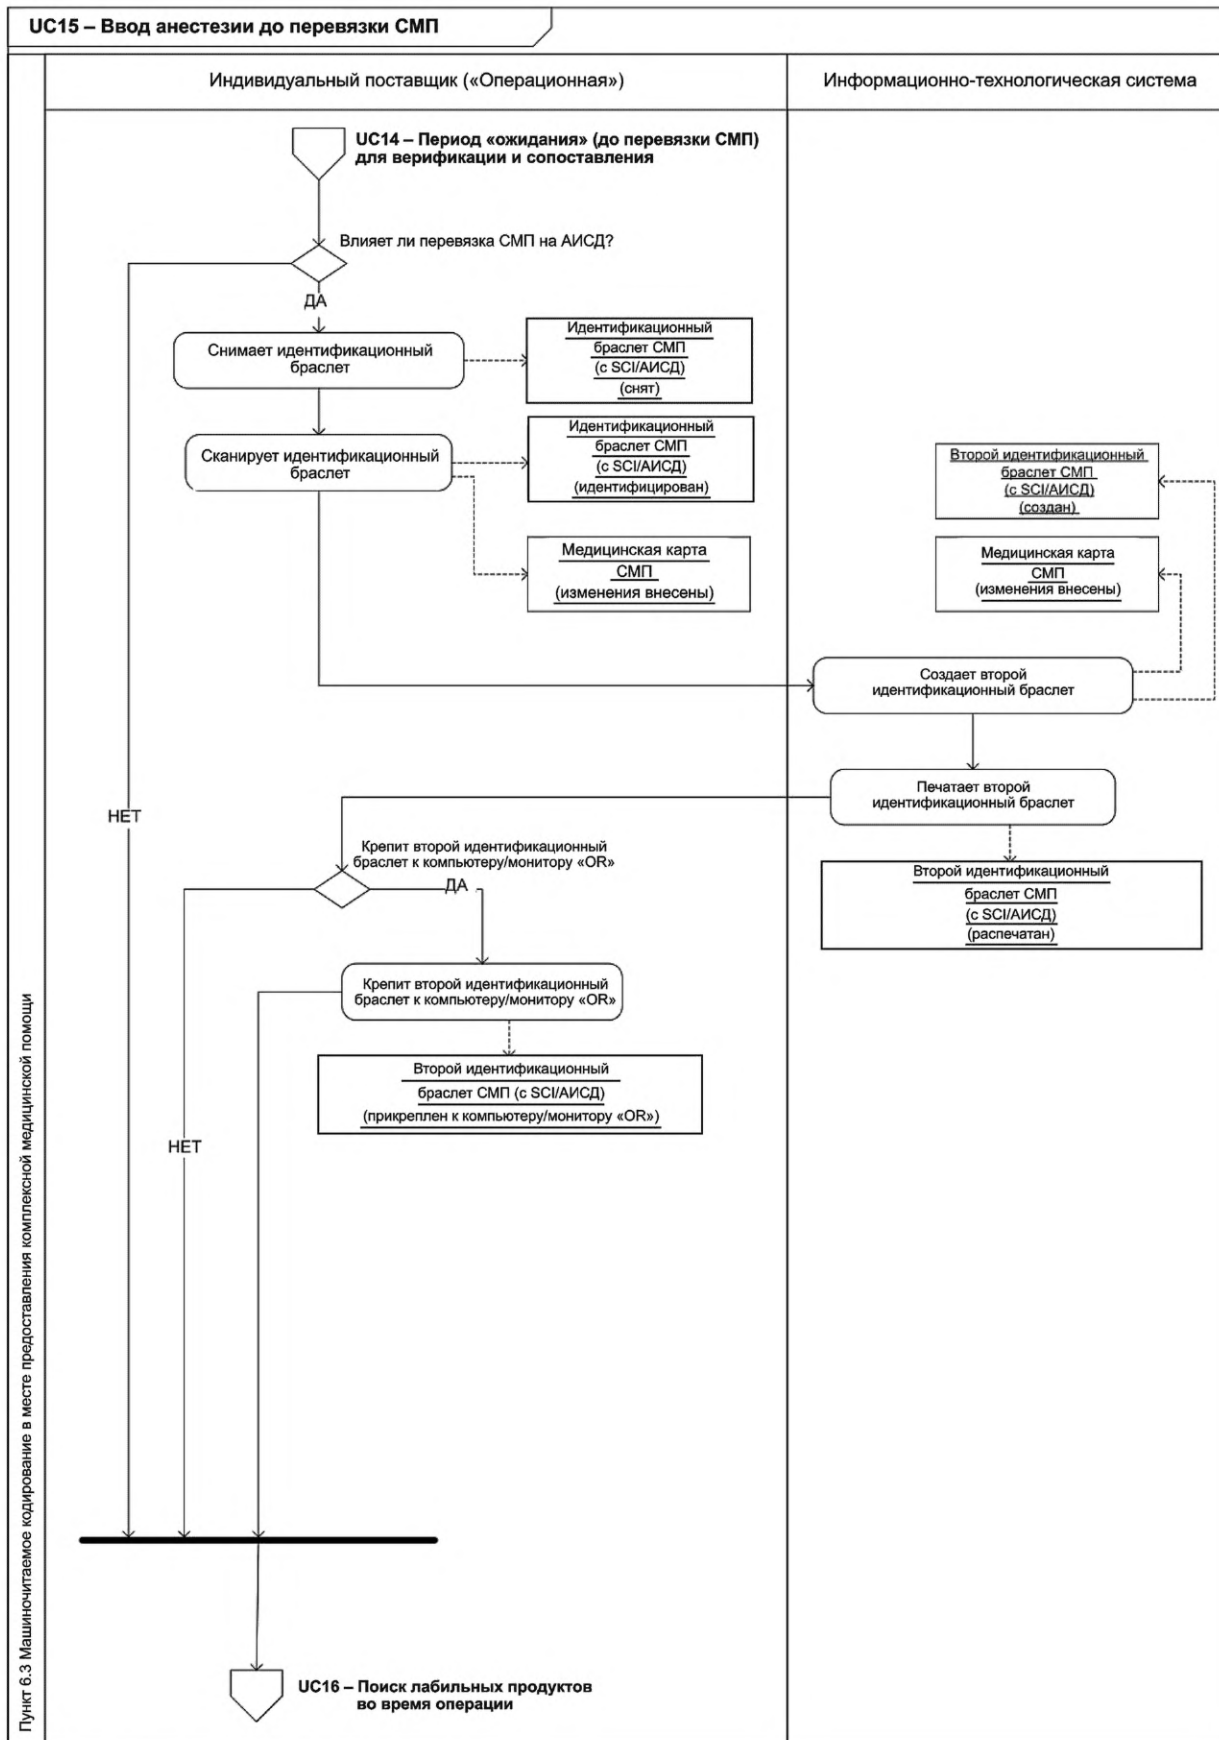 UC15 – Ввод анестезии до перевязки СМП
Индивидуальный поставщик («Операционная»)
Информационно-технологическая система
UC14 – Период «ожидания» (до перевязки СМП)
для верификации и сопоставления
Влияет ли перевязка СМП на АИСД?
ДА
Снимает идентификационный
браслет
Идентификационный
браслет СМП
(с SCI/АИСД)
(снят)
Сканирует идентификационный
браслет
Идентификационный
браслет СМП
(с SCI/АИСД)
(идентифицирован)
Второй идентификационный
браслет СМП
(с SCI/АИСД)
(создан)
Медицинская карта
СМП
(изменения внесены)
Медицинская карта
СМП
(изменения внесены)
Создает второй
идентификационный браслет
Печатает второй
идентификационный браслет
НЕТ
Крепит второй идентификационный
браслет к компьютеру/монитору «OR»
ДА
Второй идентификационный
браслет СМП
(с SCI/АИСД)
(распечатан)
Крепит второй идентификационный
браслет к компьютеру/монитору «OR»
Второй идентификационный
браслет СМП (с SCI/АИСД)
(прикреплен к компьютеру/монитору «OR»)
НЕТ
UC16 – Поиск лабильных продуктов
во время операции
Пункт 6.3 Машиночитаемое кодирование в месте предоставления комплексной медицинской помощи